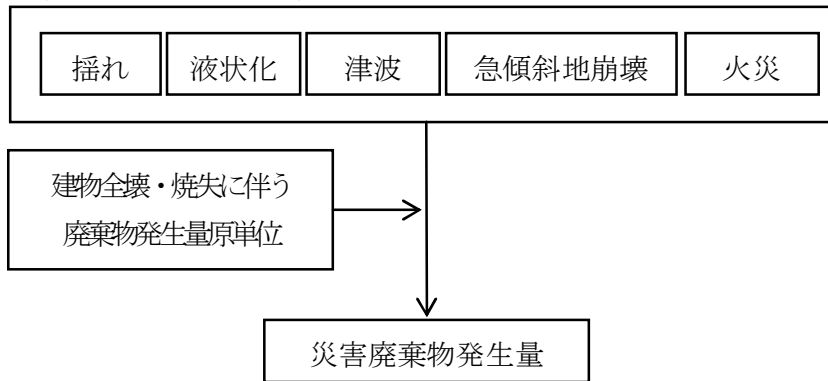 揺れ 液状化 津波 急傾斜地崩壊 火災
建物全壊・焼失に伴う
廃棄物発生量原単位
災害廃棄物発生量